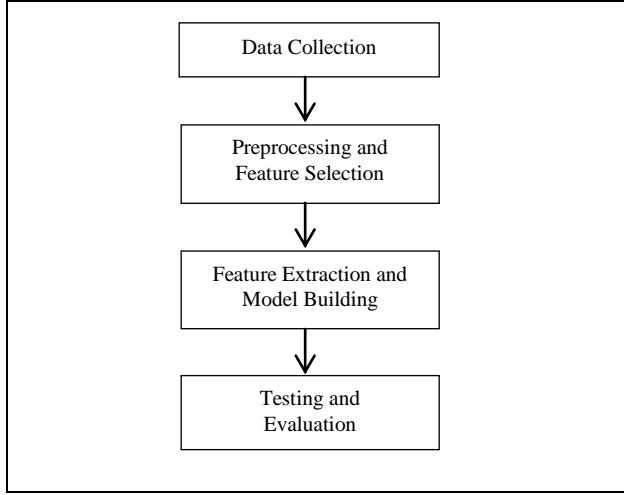 Data Collection
Preprocessing and
Feature Selection
Feature Extraction and
Model Building
Testing and
Evaluation